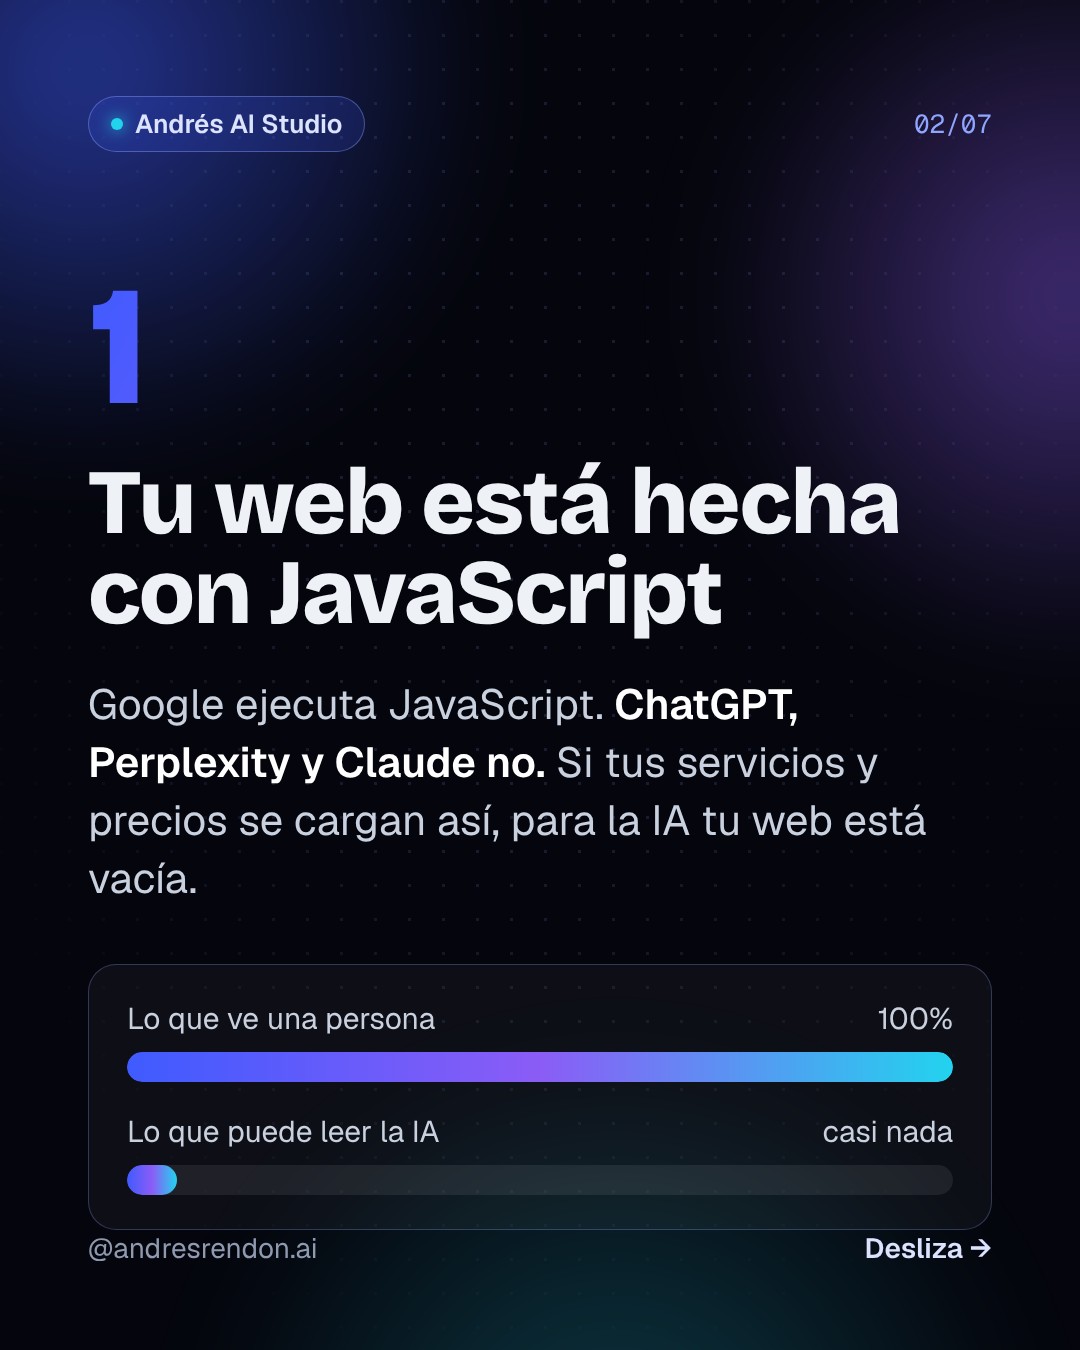 Andrés AI Studio
02/07
1
Tu web está hecha
con JavaScript
Google ejecuta JavaScript. ChatGPT,
Perplexity y Claude no. Si tus servicios y
precios se cargan así, para la IA tu web está
vacía.
Lo que ve una persona
100%
Lo que puede leer la IA
casi nada
@andresrendon.ai
Desliza →